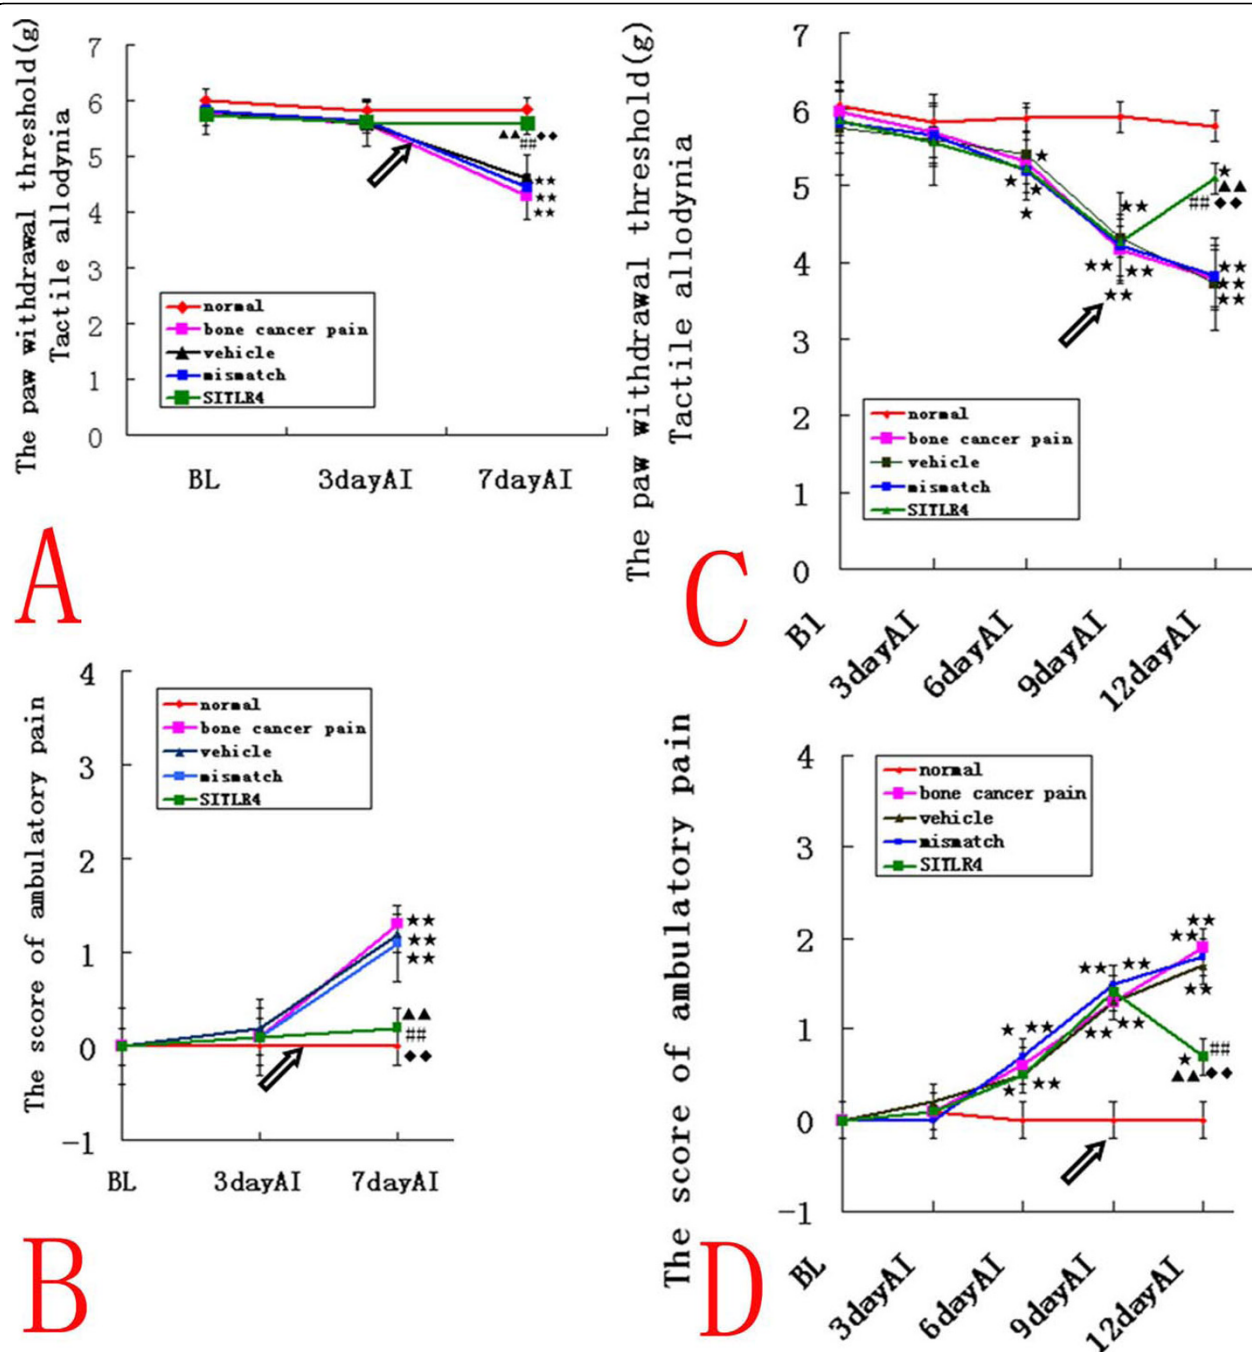 The paw withdrawal threshold(g)
Tactile allodynia
7
6
5
4
3
2
1
0
▲▲ ◆◆
##
★★
★★
★★
normal
bone cancer pain
vehicle
mismatch
SITLR4
BL 3dayAI 7dayAI
A
The paw withdrawal threshold(g)
Tactile allodynia
7
6
5
4
3
2
1
0
★
★ ★
★
★★
★★ ★★
★★
★
▲▲
## ◆◆
★★
★★
★★
normal
bone cancer pain
vehicle
mismatch
SITLR4
Bl 3dayAI 6dayAI 9dayAI 12dayAI
C
The score of ambulatory pain
4
3
2
1
0
-1
normal
bone cancer pain
vehicle
mismatch
SITLR4
★★
★★
★★
▲▲
##
◆◆
BL 3dayAI 7dayAI
B
The score of ambulatory pain
4
3
2
1
0
-1
normal
bone cancer pain
vehicle
mismatch
SITLR4
★ ★★
★ ★★
★★ ★★
★★ ★★
★★
★★
★★
##
★
▲▲ ◆◆
BL 3dayAI 6dayAI 9dayAI 12dayAI
D